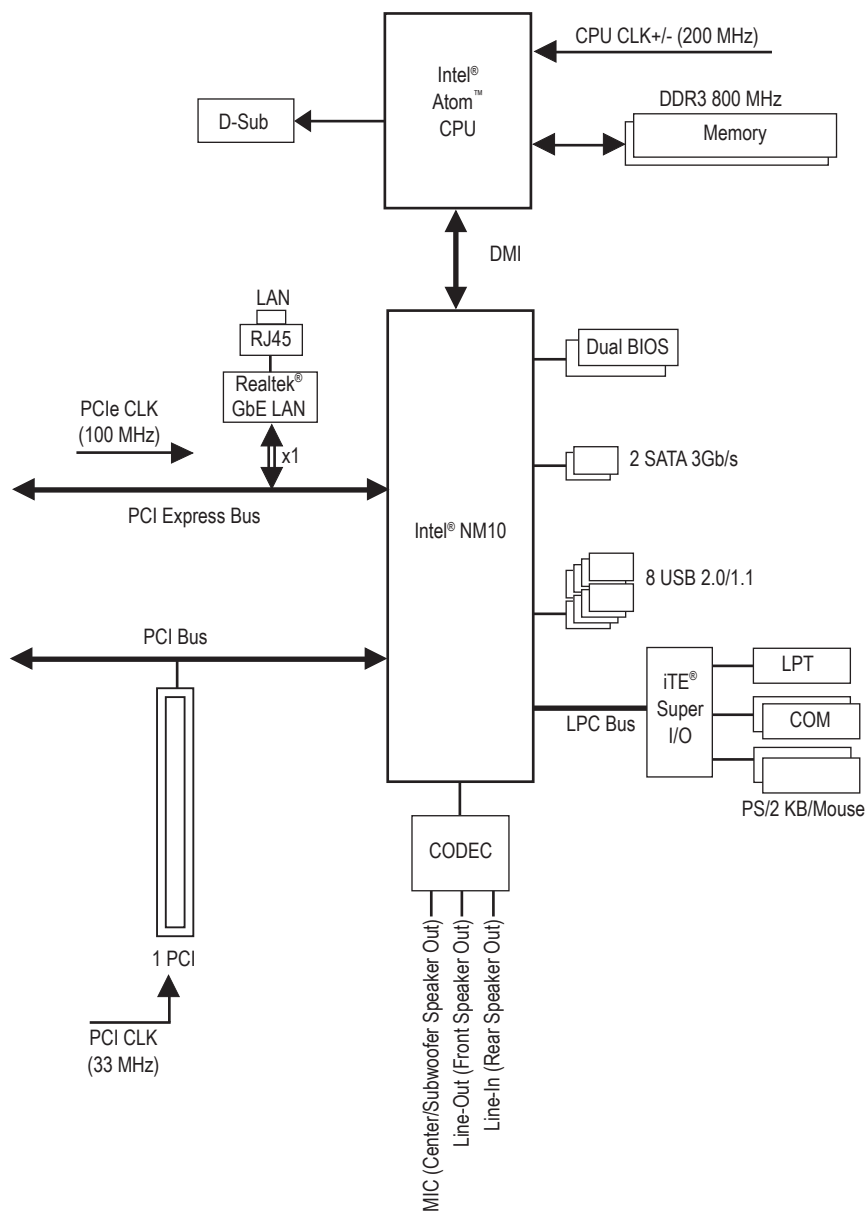 CPU CLK+/- (200 MHz)
Intel®
Atom™
CPU
DDR3 800 MHz
Memory
D-Sub
DMI
LAN
RJ45
Realtek®
GbE LAN
Dual BIOS
PCIe CLK
(100 MHz)
x1
2 SATA 3Gb/s
PCI Express Bus
Intel® NM10
8 USB 2.0/1.1
PCI Bus
iTE®
Super
I/O
LPT
LPC Bus
COM
PS/2 KB/Mouse
CODEC
1 PCI
PCI CLK
(33 MHz)
MIC (Center/Subwoofer Speaker Out)
Line-Out (Front Speaker Out)
Line-In (Rear Speaker Out)